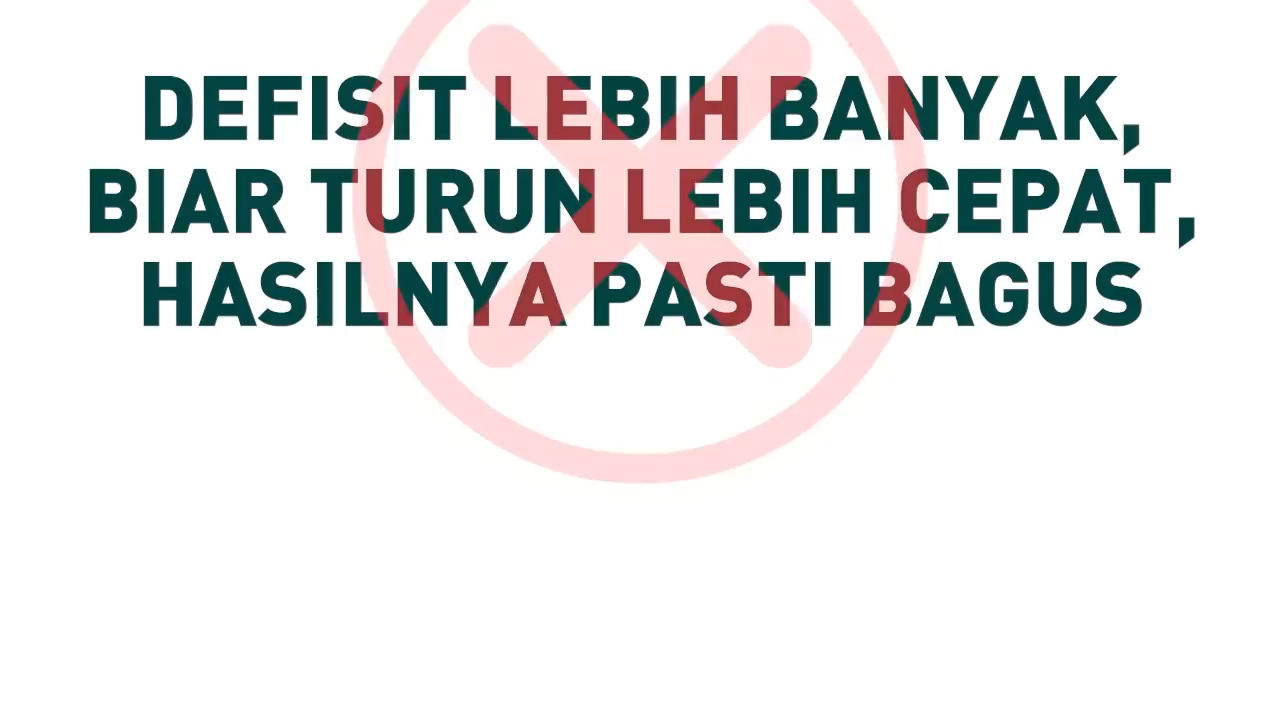 DEFISIT LEBIH BANYAK,
BIAR TURUN LEBIH CEPAT,
HASILNYA PASTI BAGUS